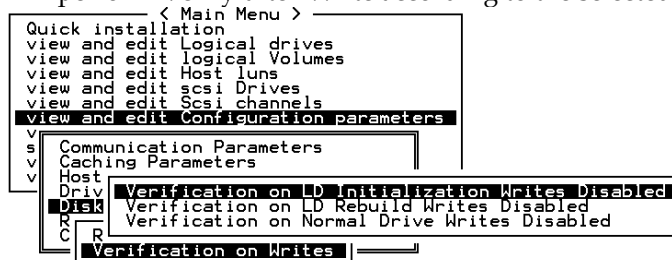 < Main Menu >
Quick installation
view and edit Logical drives
view and edit logical Volumes
view and edit Host luns
view and edit scsi Drives
view and edit Scsi channels
view and edit Configuration parameters
v
s Communication Parameters
v Caching Parameters
v Host
Driv Verification on LD Initialization Writes Disabled
Disk Verification on LD Rebuild Writes Disabled
R Verification on Normal Drive Writes Disabled
C R
Verification on Writes